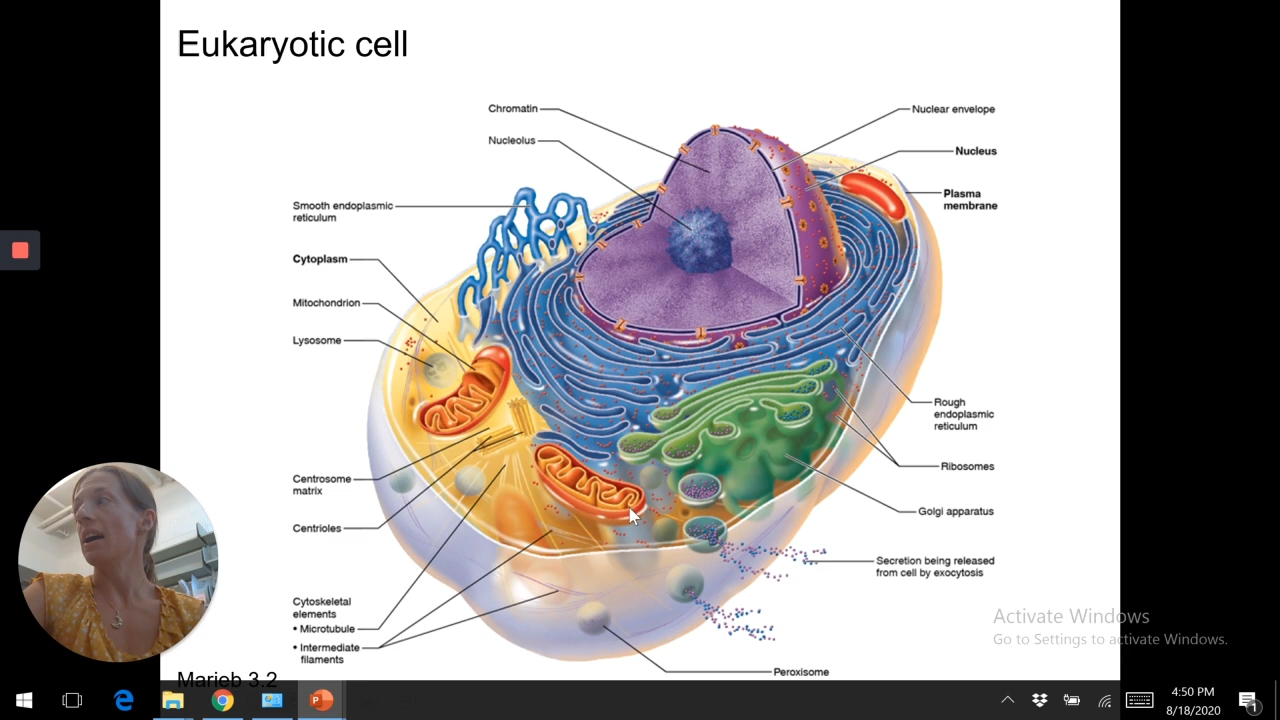 Eukaryotic cell
Chromatin
Nucleolus
Smooth endoplasmic
reticulum
Cytoplasm
Mitochondrion
Lysosome
Centrosome
matrix
Centrioles
Cytoskeletal
elements
• Microtubule
• Intermediate
filaments
Nuclear envelope
Nucleus
Plasma
membrane
Rough
endoplasmic
reticulum
Ribosomes
Golgi apparatus
Secretion being released
from cell by exocytosis
Peroxisome
Marieb 3.2
Activate Windows
Go to Settings to activate Windows.
4:50 PM
8/18/2020
1